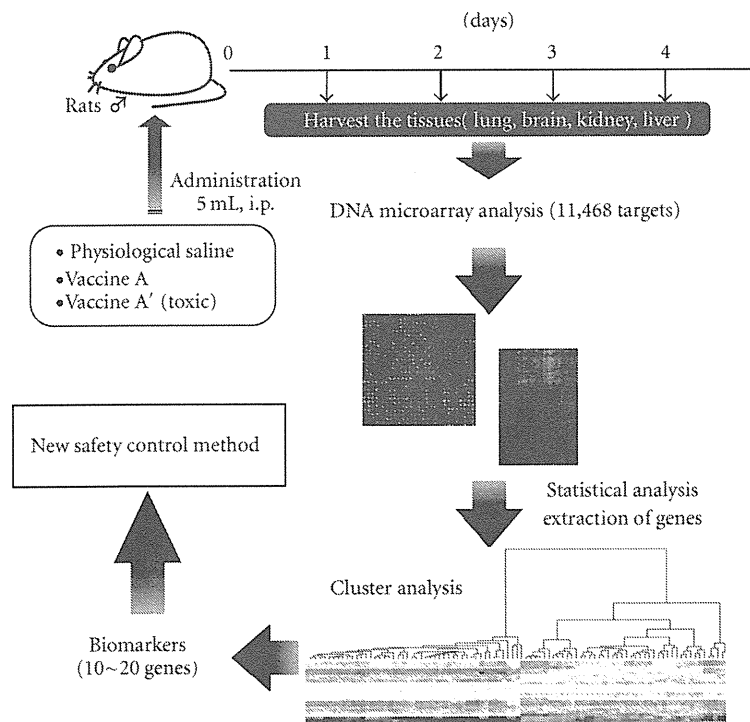 (days)
0 1 2 3 4
Rats ♂
Harvest the tissues( lung, brain, kidney, liver )
Administration
5 mL, i.p.
DNA microarray analysis (11,468 targets)
• Physiological saline
•Vaccine A
•Vaccine A′ (toxic)
New safety control method
Statistical analysis
extraction of genes
Cluster analysis
Biomarkers
(10~20 genes)